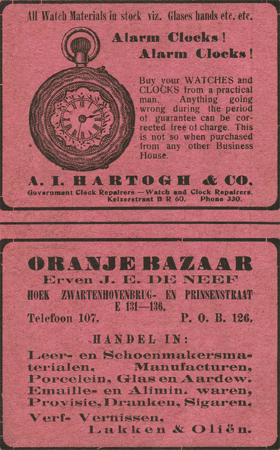 All Watch Materials in stock viz. Glases hands etc. etc.
Alarm Clocks!
Alarm Clocks!
Buy your WATCHES and
CLOCKS from a practical
man. Anything going
wrong during the period
of guarantee can be cor-
rected free of charge. This
is not so when purchased
from any other Business
House.
A. I. HARTOGH & CO.
Government Clock Repairers—Watch and Clock Repairers.
Keizerstraat B R 60. Phone 330.
ORANJEBAZAAR
Erven J. E. DE NEEF
HOEK ZWARTENHOVENBRUG- EN PRINSENSTRAAT
E 131—136.
Telefoon 107. P. O. B. 126.
HANDEL IN:
Leer- en Schoenmakersma-
terialen, Manufacturen,
Porcelein, Glas en Aardew.
Emaille- en Alimin. waren,
Provisie, Dranken, Sigaren,
Verf- Vernissen,
Lakken & Oliën.